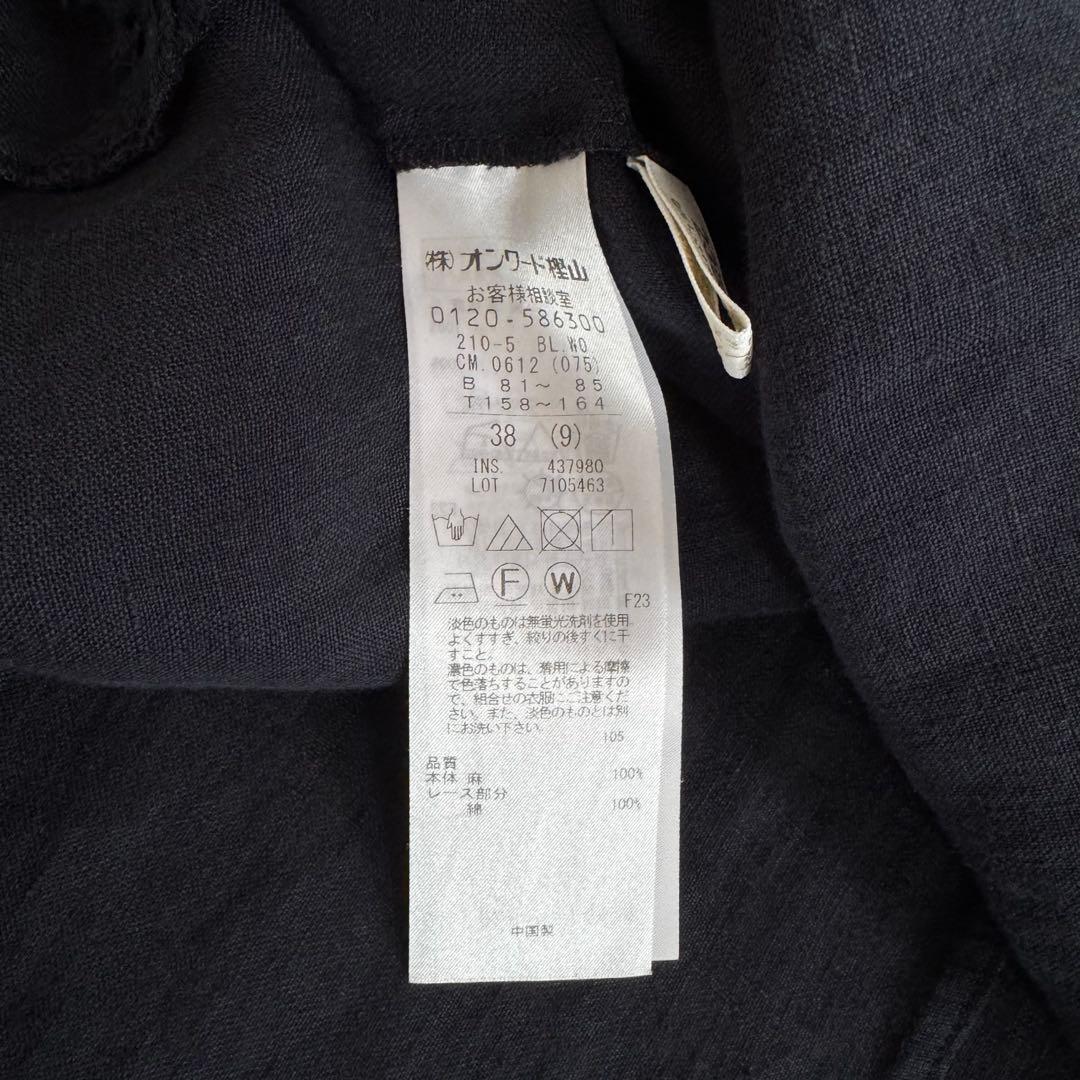 (株)オンワード樫山
お客様相談室
0120-586300
210-5 BL.WO
CM.0612 (075)
B 81～ 85
T158～164
38 (9)
INS. 437980
LOT 7105463
F W
F23
淡色のものは無蛍光洗剤を使用
よくすすぎ、絞りの後すぐに干
すこと。
濃色のものは、着用による摩擦
で色落ちすることがありますの
で、組合せの衣服にご注意くだ
さい。また、淡色のものとは別
にお洗い下さい。
105
品質
本体 麻 100%
レース部分
綿 100%
中国製